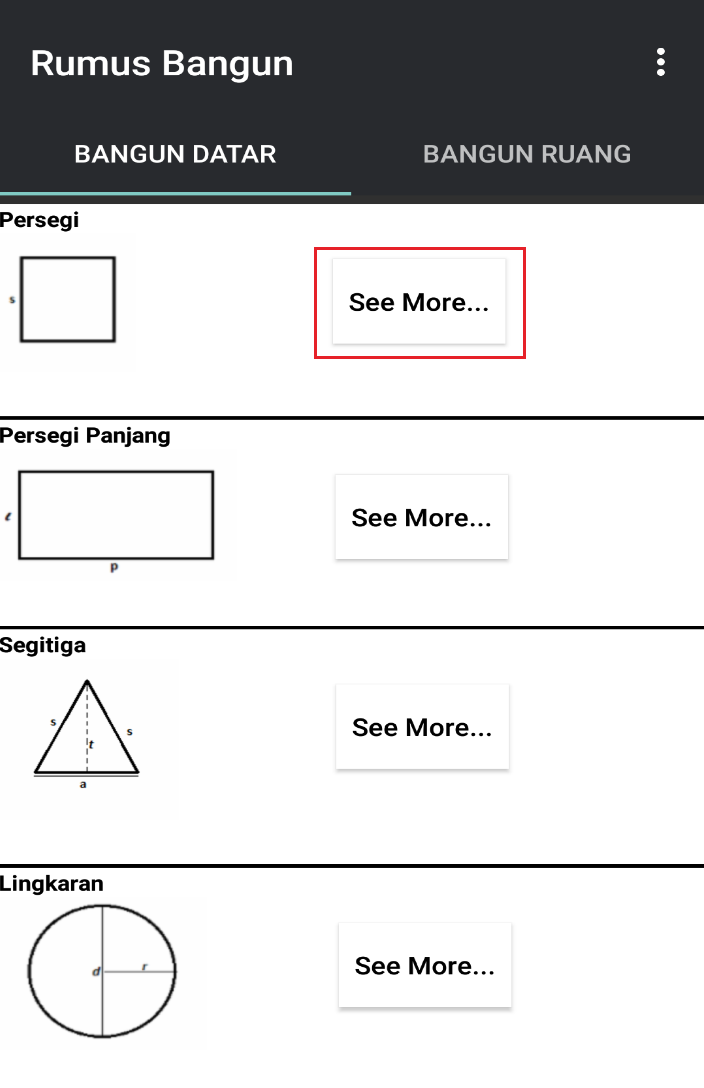 Rumus Bangun
BANGUN DATAR BANGUN RUANG
Persegi
s
See More...
Persegi Panjang
ℓ
See More...
p
Segitiga
s
s
t
See More...
a
Lingkaran
d
r
See More...